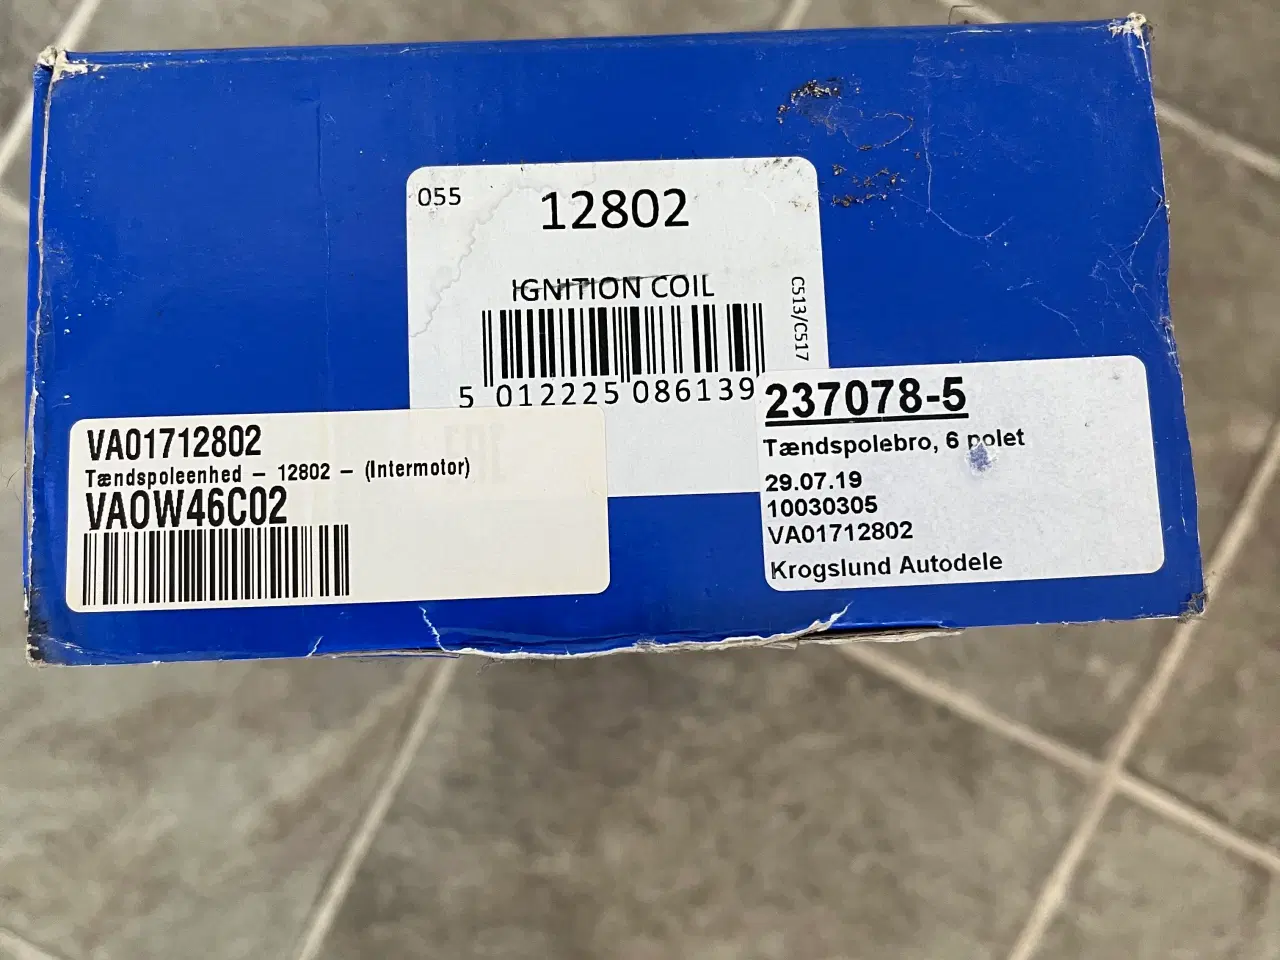 055
12802
IGNITION COIL
C513/C517
5 012225 086139
VA01712802
Tændspoleenhed - 12802 - (Intermotor)
VA0W46C02
237078-5
Tændspolebro, 6 polet
29.07.19
10030305
VA01712802
Krogslund Autodele